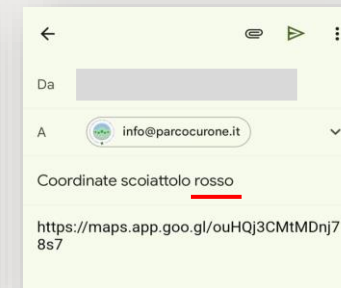 Da
A info@parcocurone.it
Coordinate scoiattolo rosso
https://maps.app.goo.gl/ouHQj3CMtMDnj7
8s7